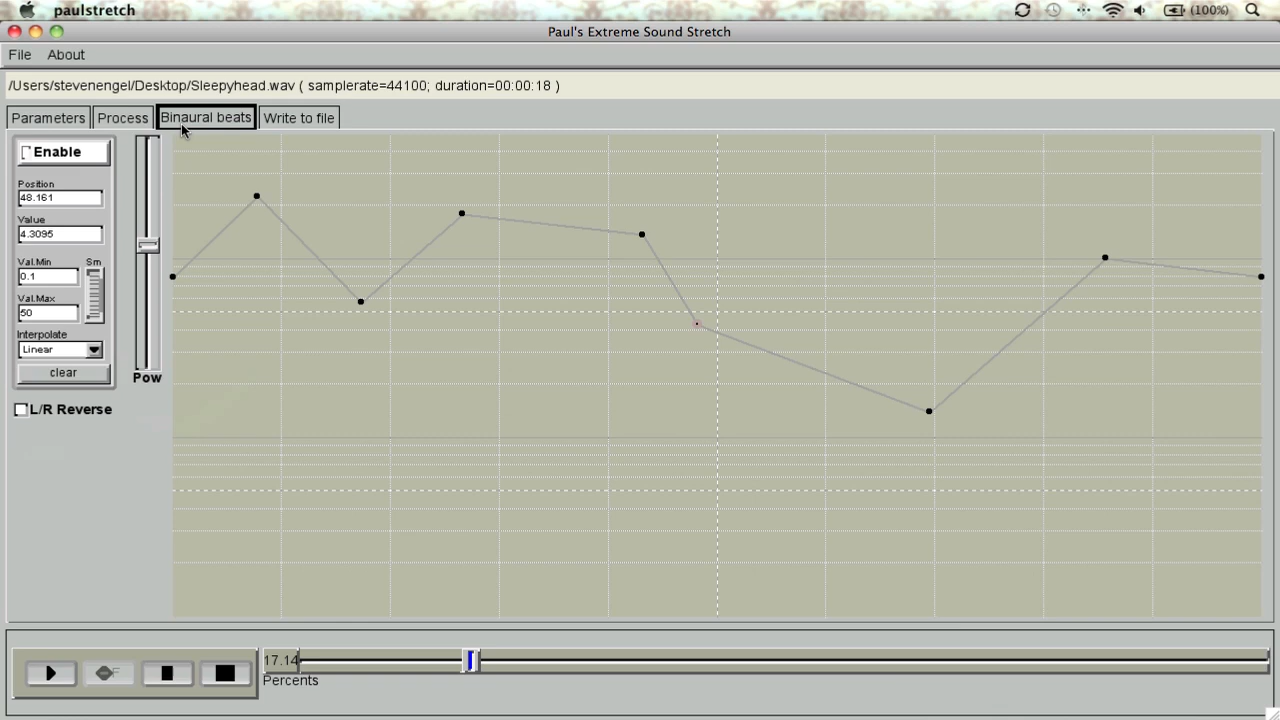 paulstretch (100%)
Paul's Extreme Sound Stretch
File About
/Users/stevenengel/Desktop/Sleepyhead.wav ( samplerate=44100; duration=00:00:18 )
Parameters Process Binaural beats Write to file
Enable
Position
48.161
Value
4.3095
Val.Min Sm
0.1
Val.Max
50
Interpolate
Linear
clear
Pow
L/R Reverse
17.14
Percents